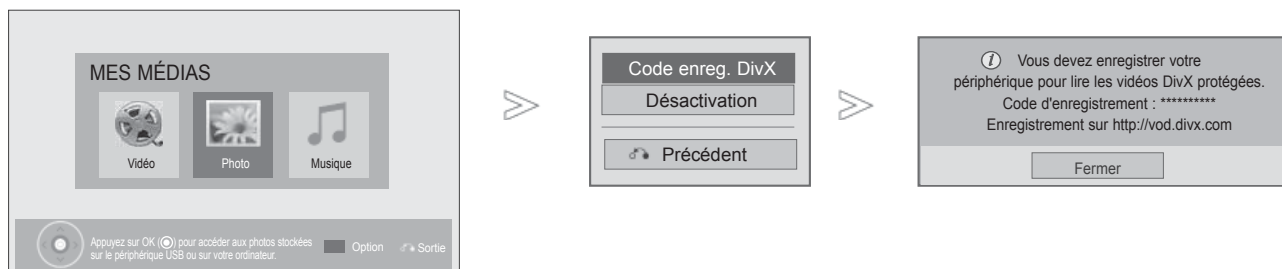 MES MÉDIAS
Vidéo
Photo
Musique
Appuyez sur OK (◉) pour accéder aux photos stockées
sur le périphérique USB ou sur votre ordinateur.
Option
Sortie
Code enreg. DivX
Désactivation
Précédent
Vous devez enregistrer votre
périphérique pour lire les vidéos DivX protégées.
Code d'enregistrement : **********
Enregistrement sur http://vod.divx.com
Fermer